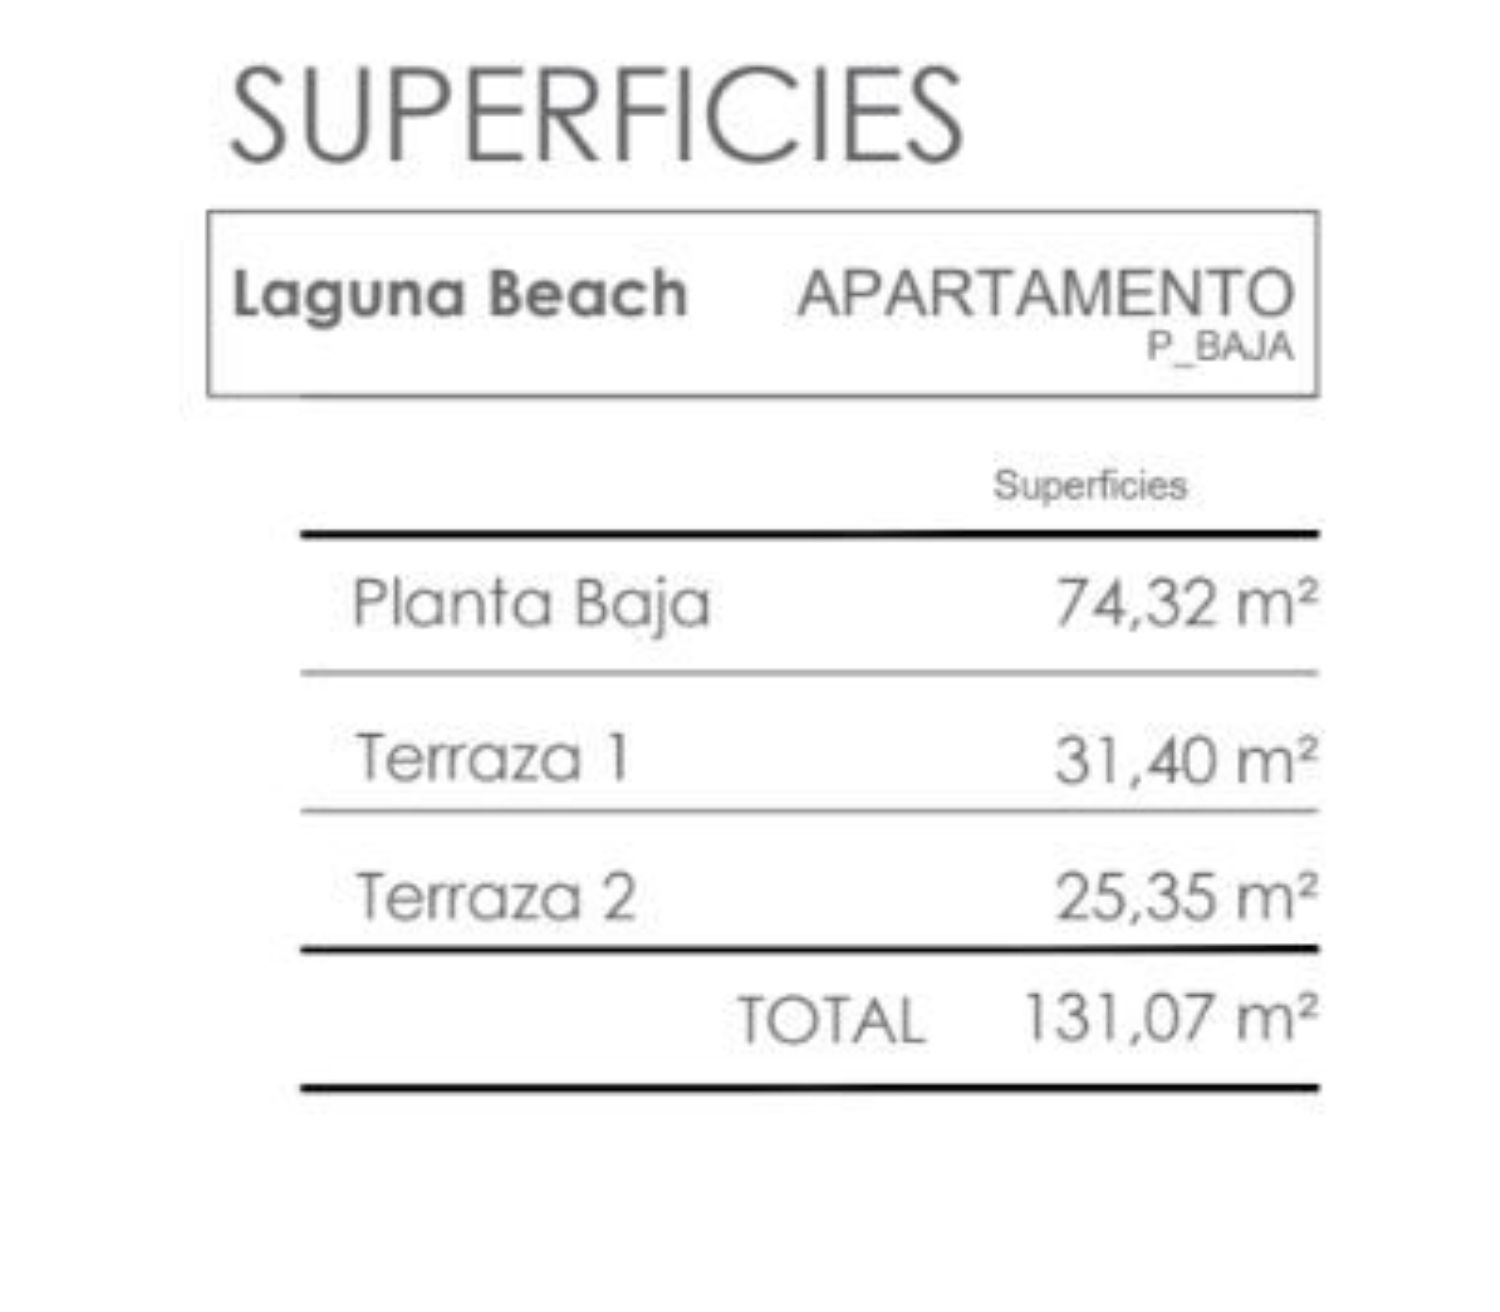 SUPERFICIES
Laguna Beach APARTAMENTO
P_BAJA
Superficies
Planta Baja 74,32 m²
Terraza 1 31,40 m²
Terraza 2 25,35 m²
TOTAL 131,07 m²